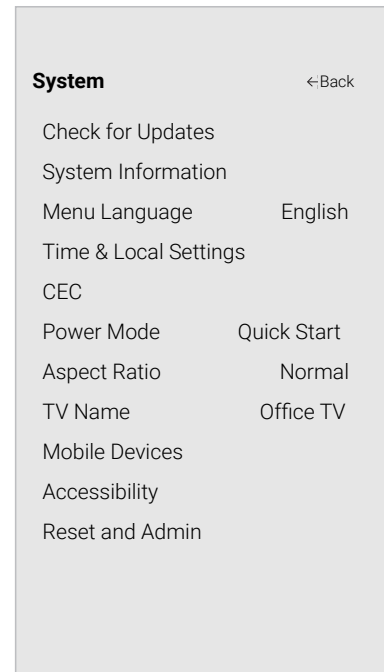 System ←Back
Check for Updates
System Information
Menu Language English
Time & Local Settings
CEC
Power Mode Quick Start
Aspect Ratio Normal
TV Name Office TV
Mobile Devices
Accessibility
Reset and Admin